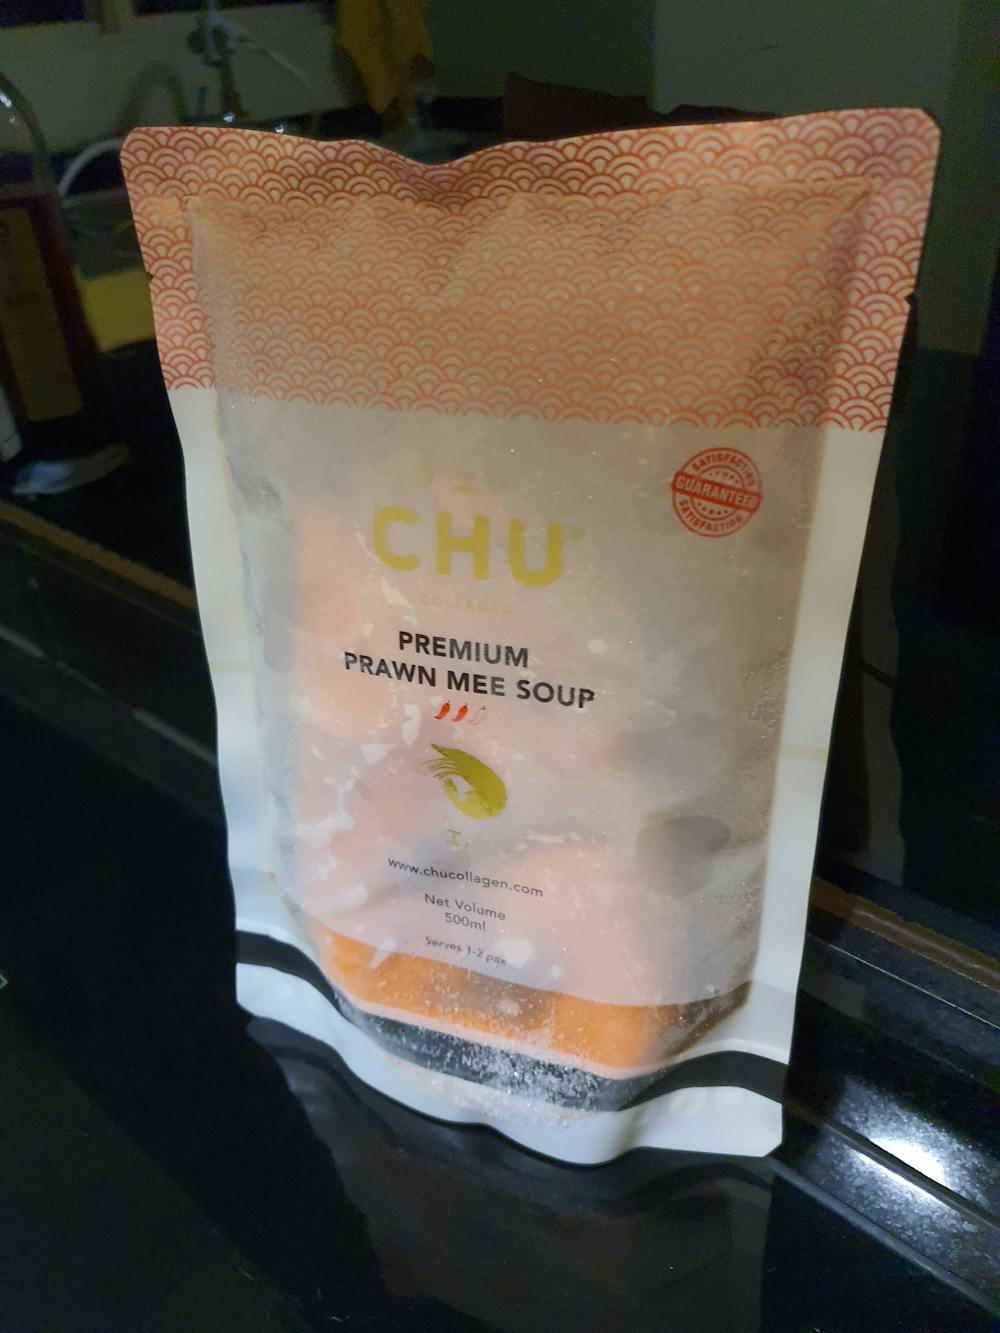 SATISFACTION
GUARANTEED
SATISFACTION
CHU®
COLLAGEN
PREMIUM
PRAWN MEE SOUP
www.chucollagen.com
Net Volume
500ml
Serves 1-2 pax